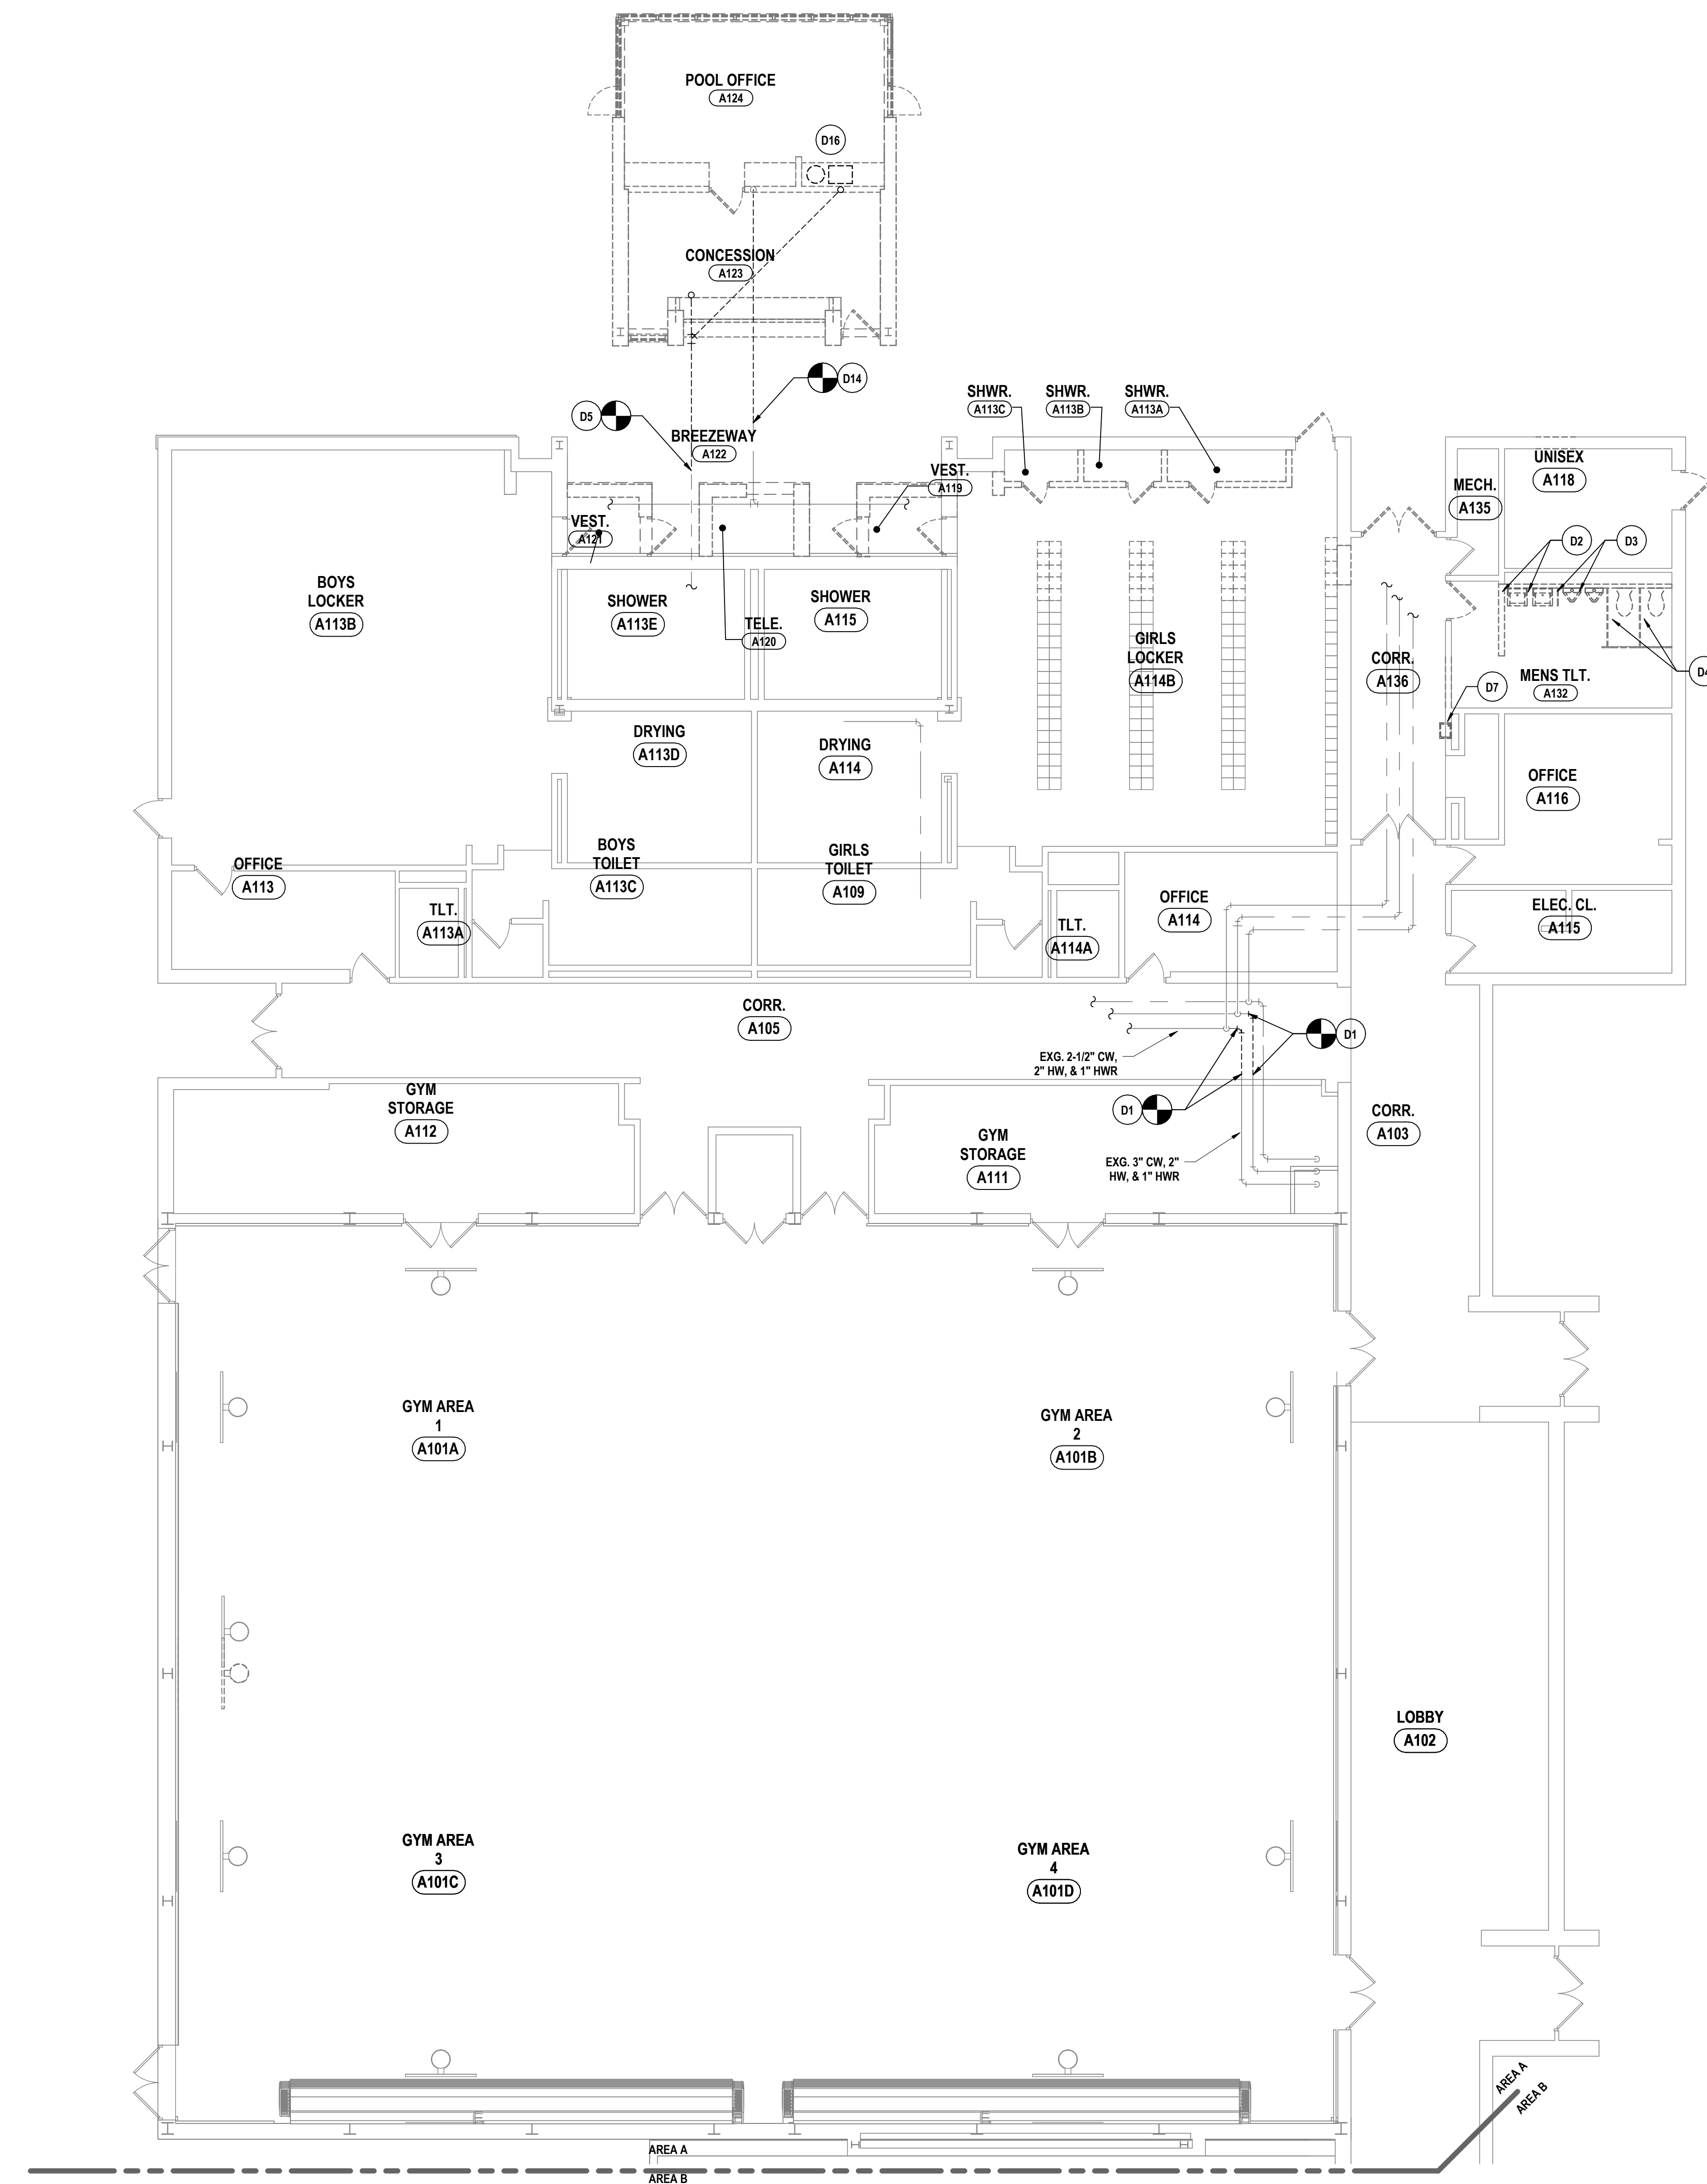 POOL OFFICE
A124
D16
CONCESSION
A123
D14
D5
BREEZEWAY
A122
SHWR.
A113C
SHWR.
A113B
SHWR.
A113A
VEST.
A119
VEST.
A121
UNISEX
A118
MECH.
A135
D2
D3
BOYS
LOCKER
A113B
SHOWER
A113E
TELE.
A120
SHOWER
A115
GIRLS
LOCKER
A114B
CORR.
A136
MENS TLT.
A132
D7
DRYING
A113D
DRYING
A114
OFFICE
A116
OFFICE
A113
BOYS
TOILET
A113C
GIRLS
TOILET
A109
TLT.
A113A
TLT.
A114A
OFFICE
A114
ELEC. CL.
A115
CORR.
A105
EXG. 2-1/2" CW,
2" HW, & 1" HWR
D1
D1
GYM
STORAGE
A112
GYM
STORAGE
A111
EXG. 3" CW, 2"
HW, & 1" HWR
CORR.
A103
GYM AREA
1
A101A
GYM AREA
2
A101B
LOBBY
A102
GYM AREA
3
A101C
GYM AREA
4
A101D
AREA A
AREA B
AREA A
AREA B